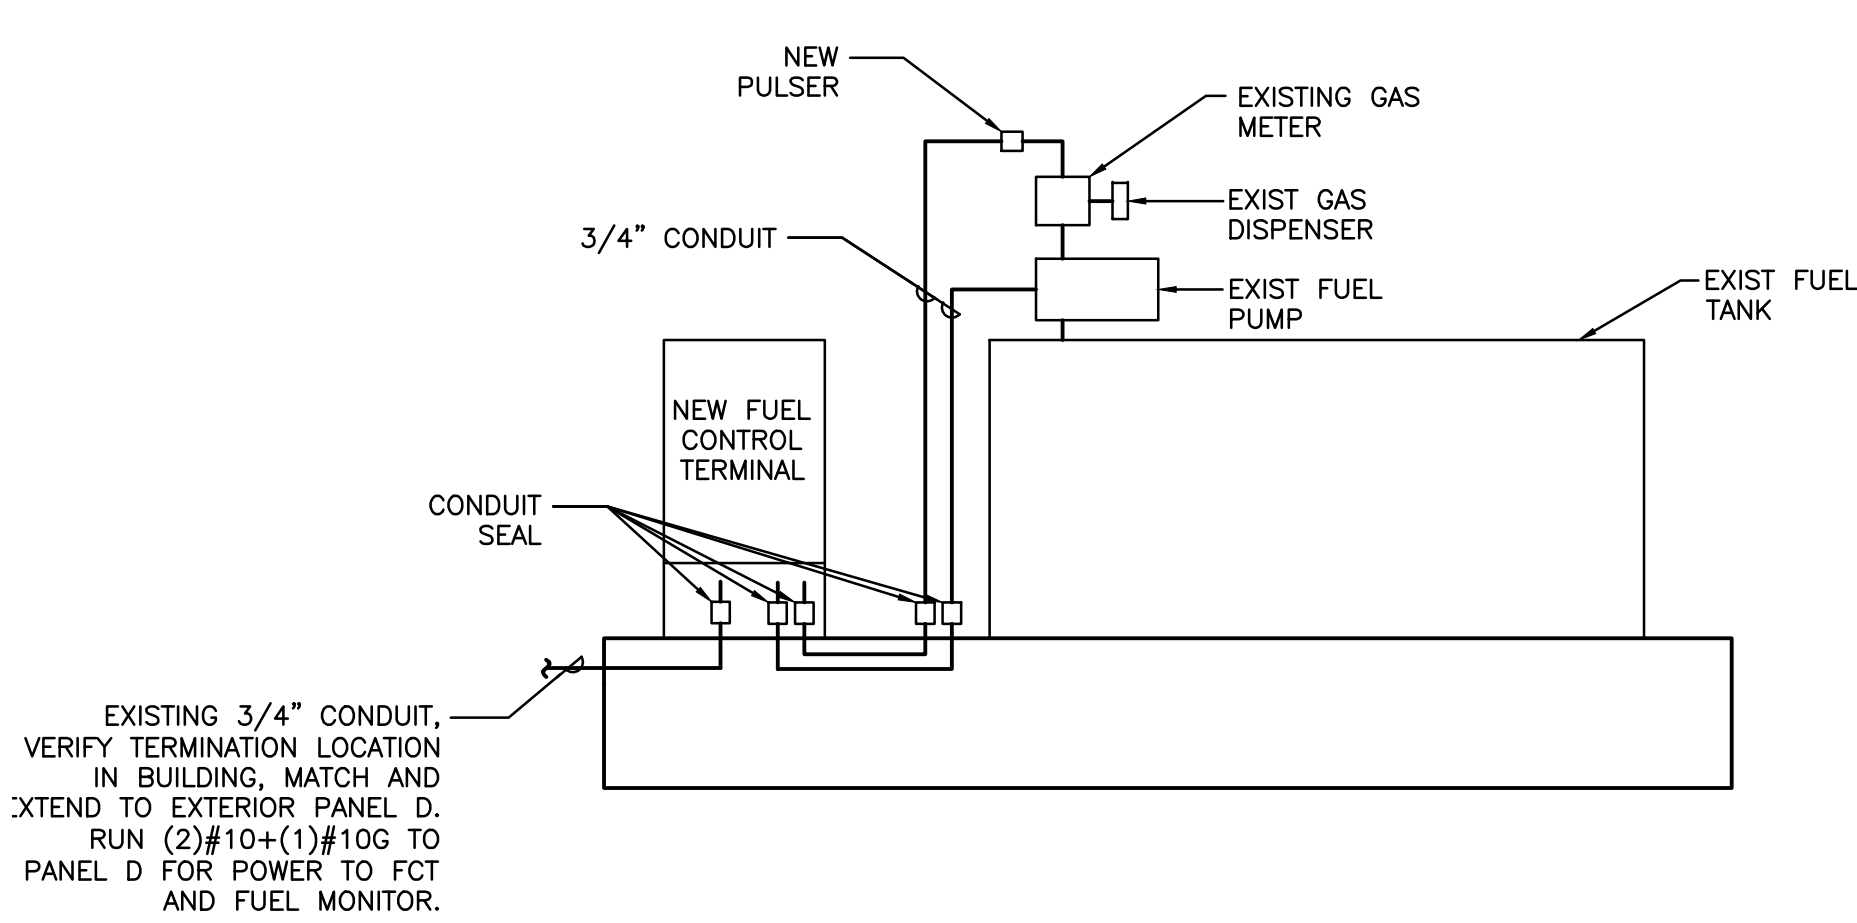 NEW
PULSER
EXISTING GAS
METER
EXIST GAS
DISPENSER
3/4" CONDUIT
EXIST FUEL
PUMP
EXIST FUEL
TANK
NEW FUEL
CONTROL
TERMINAL
CONDUIT
SEAL
EXISTING 3/4" CONDUIT,
VERIFY TERMINATION LOCATION
IN BUILDING, MATCH AND
XTEND TO EXTERIOR PANEL D.
RUN (2)#10+(1)#10G TO
PANEL D FOR POWER TO FCT
AND FUEL MONITOR.